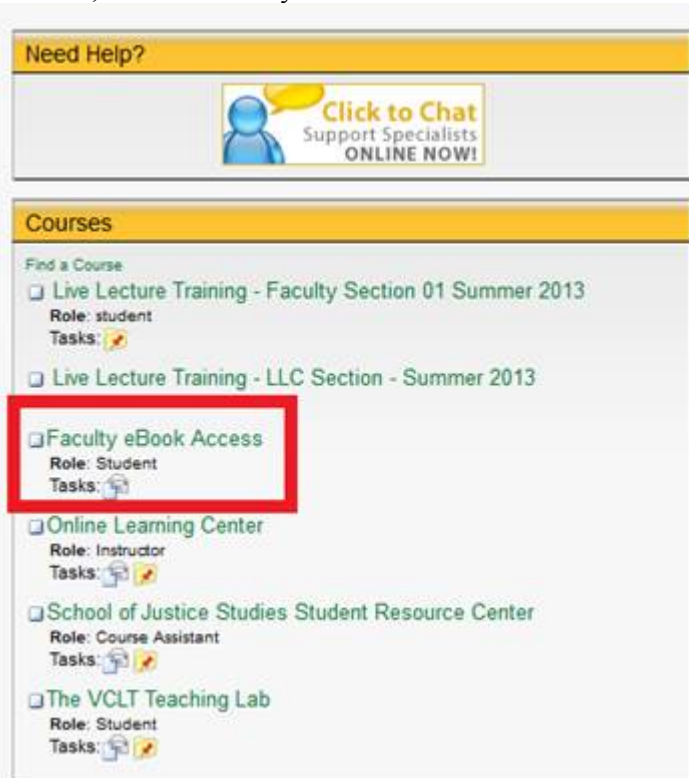 Need Help?
Click to Chat
Support Specialists
ONLINE NOW!
Courses
Find a Course
Live Lecture Training - Faculty Section 01 Summer 2013
Role: student
Tasks:
Live Lecture Training - LLC Section - Summer 2013
Faculty eBook Access
Role: Student
Tasks:
Online Learning Center
Role: Instructor
Tasks:
School of Justice Studies Student Resource Center
Role: Course Assistant
Tasks:
The VCLT Teaching Lab
Role: Student
Tasks: